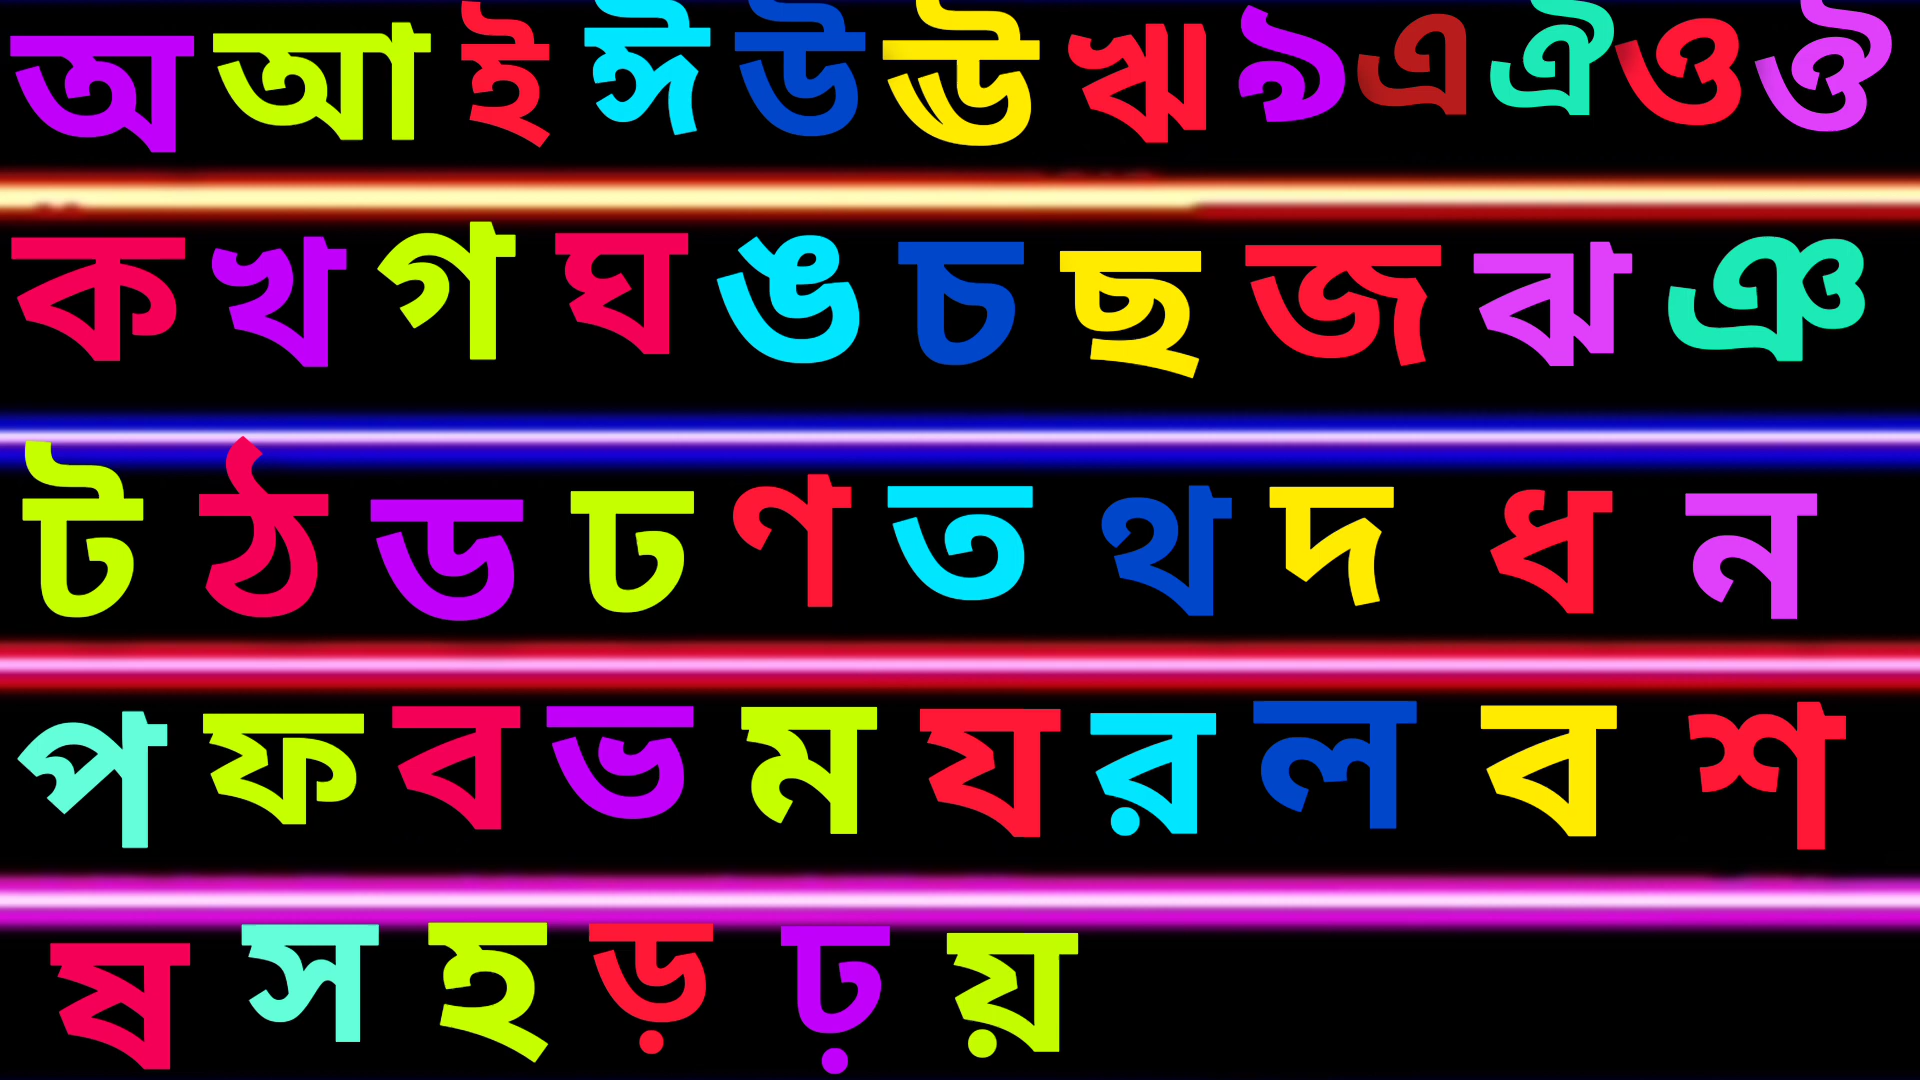 অ আ ই ঈ উ ঊ ঋ ঌ এ ঐ ও ঔ
ক খ গ ঘ ঙ চ ছ জ ঝ ঞ
ট ঠ ড ঢ ণ ত থ দ ধ ন
প ফ ব ভ ম য র ল ব শ
ষ স হ ড় ঢ় য়